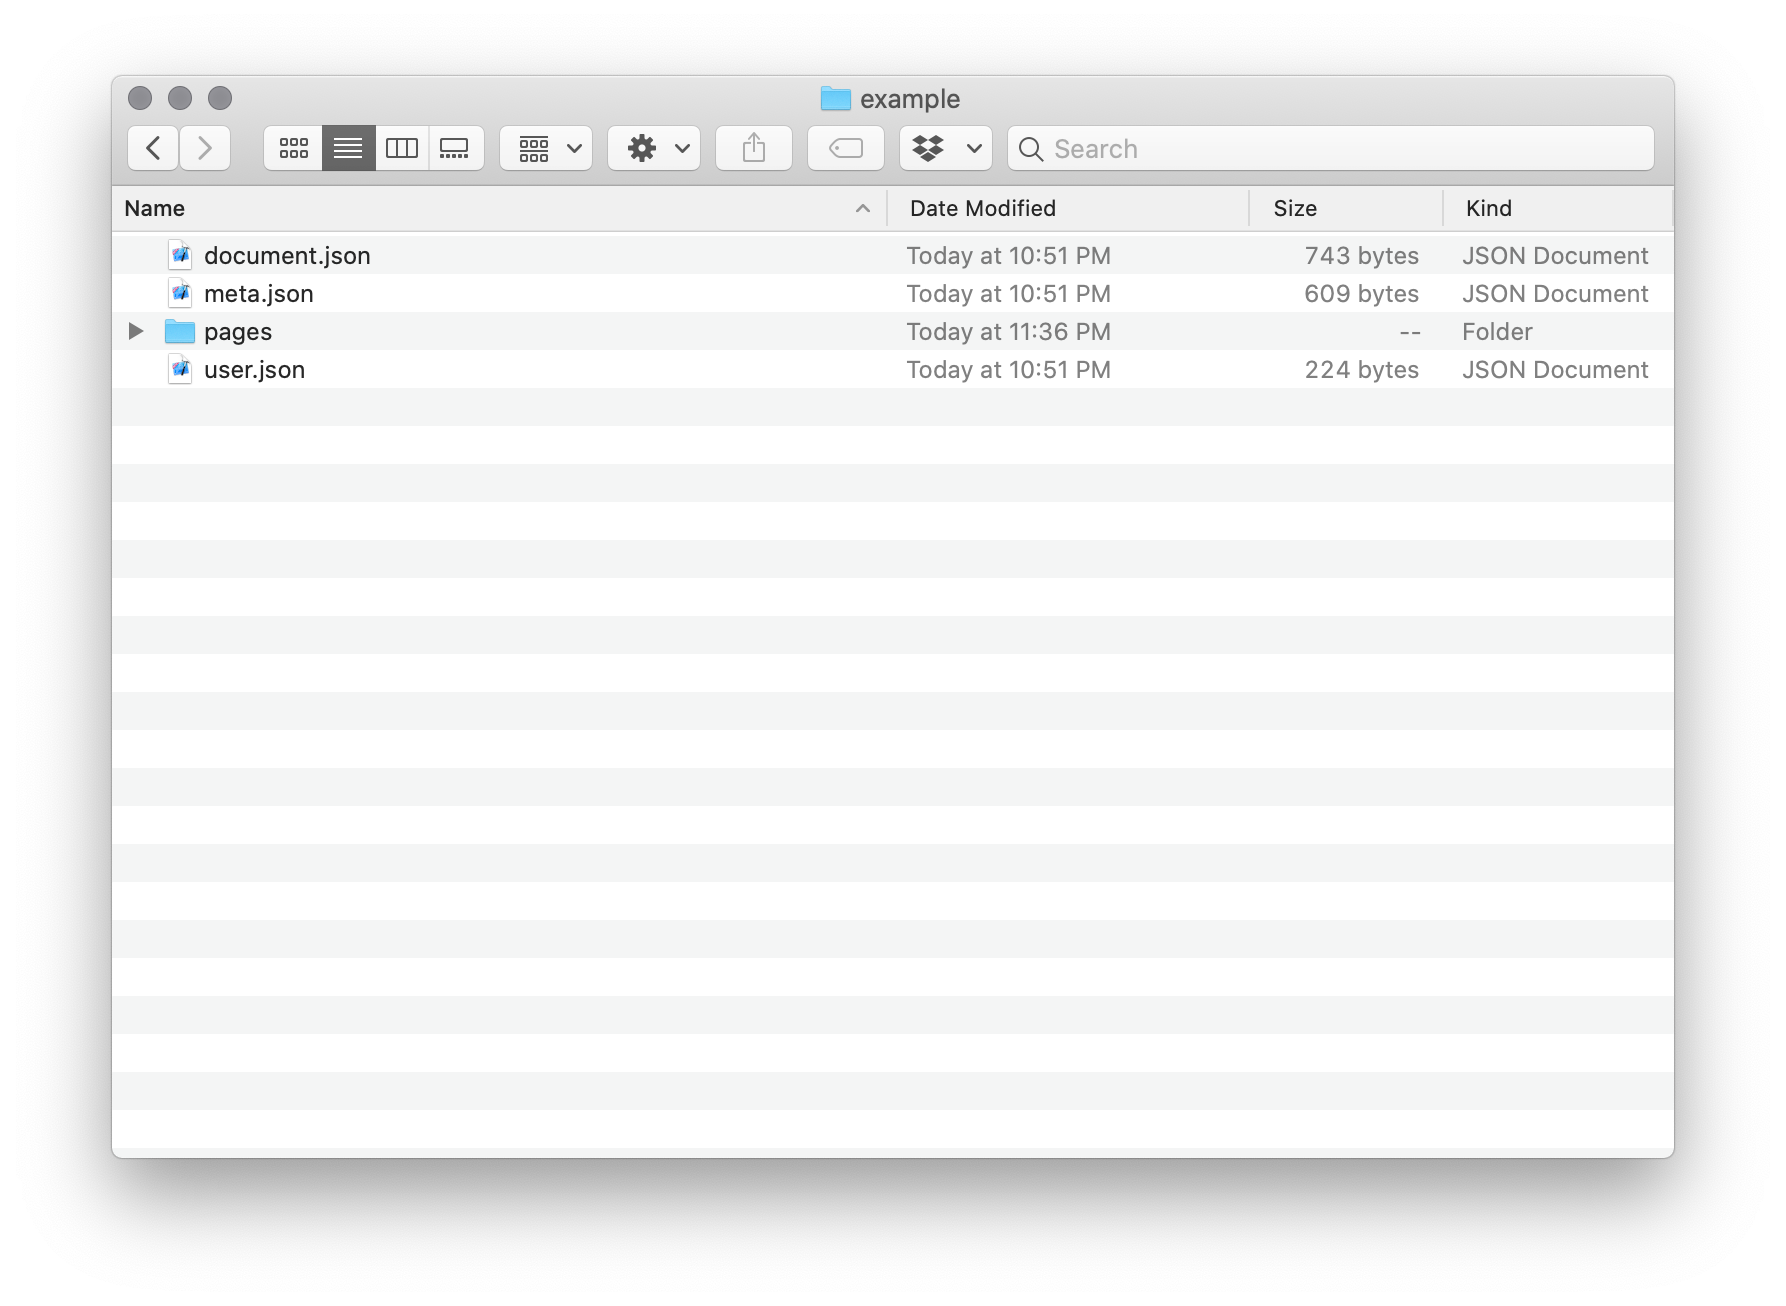 example
Search
Name Date Modified Size Kind
document.json Today at 10:51 PM 743 bytes JSON Document
meta.json Today at 10:51 PM 609 bytes JSON Document
pages Today at 11:36 PM -- Folder
user.json Today at 10:51 PM 224 bytes JSON Document